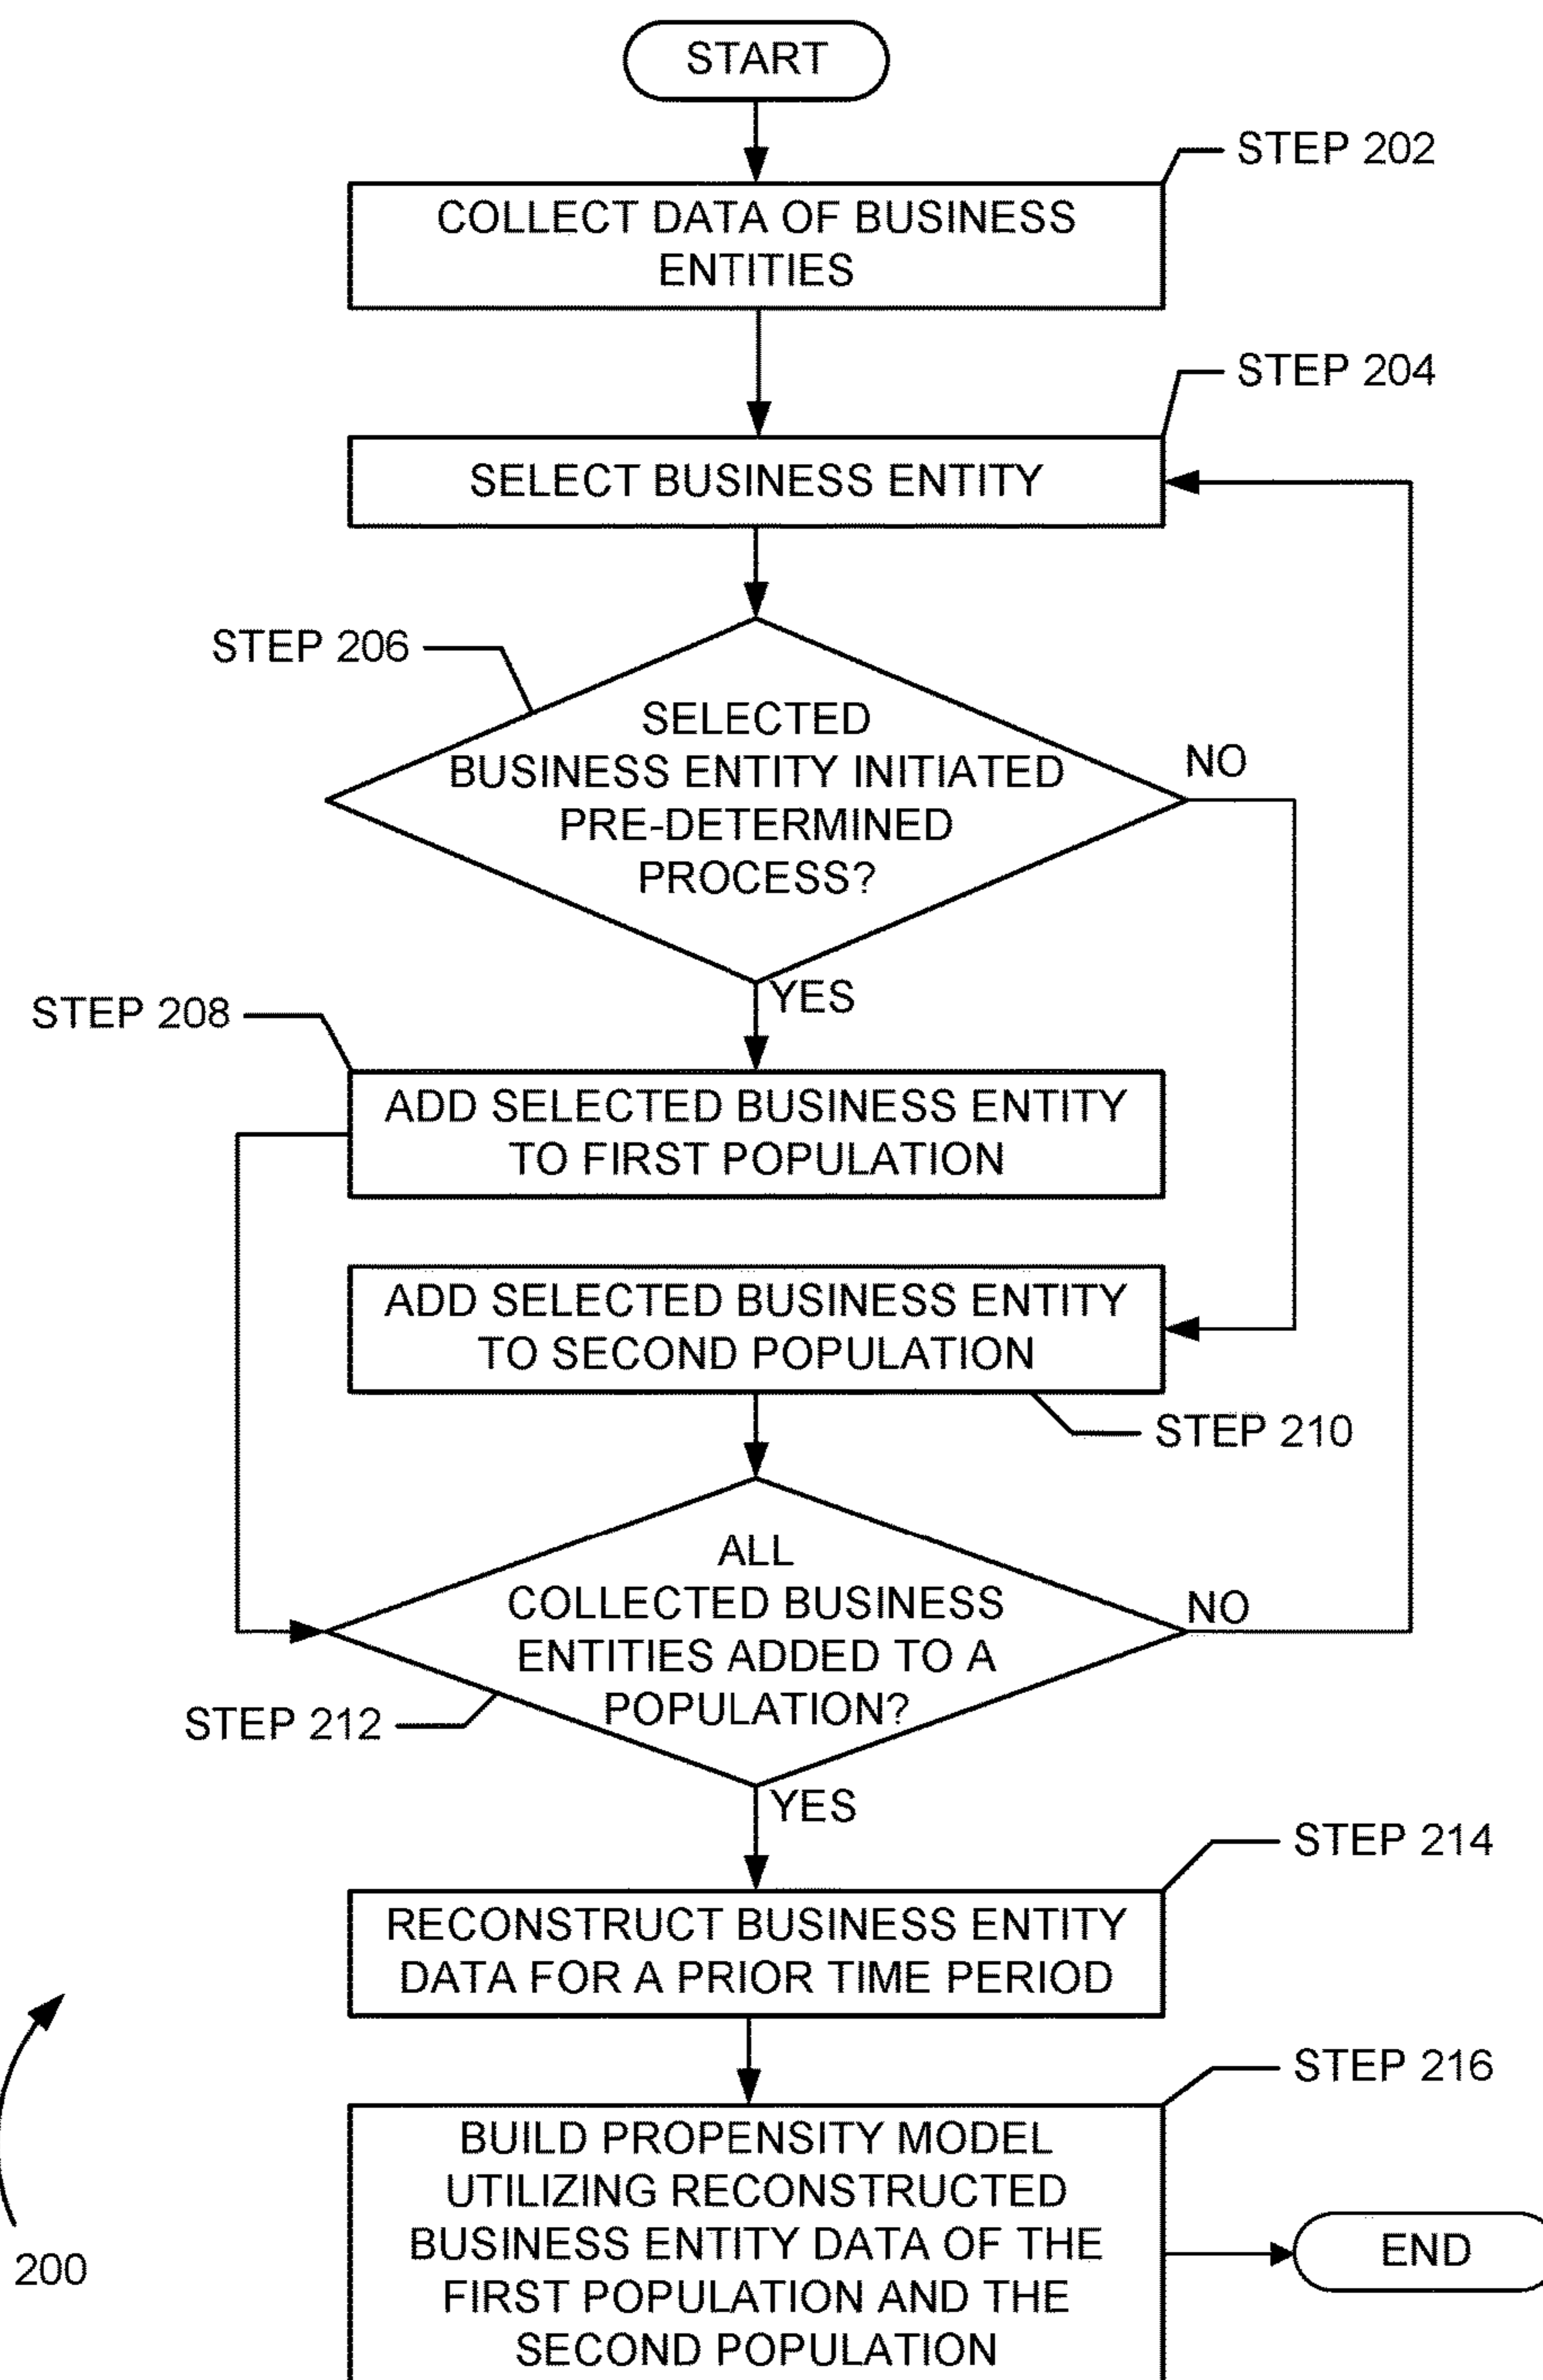 START
STEP 202
COLLECT DATA OF BUSINESS
ENTITIES
STEP 204
SELECT BUSINESS ENTITY
STEP 206
SELECTED
BUSINESS ENTITY INITIATED
PRE-DETERMINED
PROCESS?
NO
YES
STEP 208
ADD SELECTED BUSINESS ENTITY
TO FIRST POPULATION
ADD SELECTED BUSINESS ENTITY
TO SECOND POPULATION
STEP 210
ALL
COLLECTED BUSINESS
ENTITIES ADDED TO A
POPULATION?
NO
STEP 212
YES
STEP 214
RECONSTRUCT BUSINESS ENTITY
DATA FOR A PRIOR TIME PERIOD
STEP 216
BUILD PROPENSITY MODEL
UTILIZING RECONSTRUCTED
BUSINESS ENTITY DATA OF THE
FIRST POPULATION AND THE
SECOND POPULATION
END
200